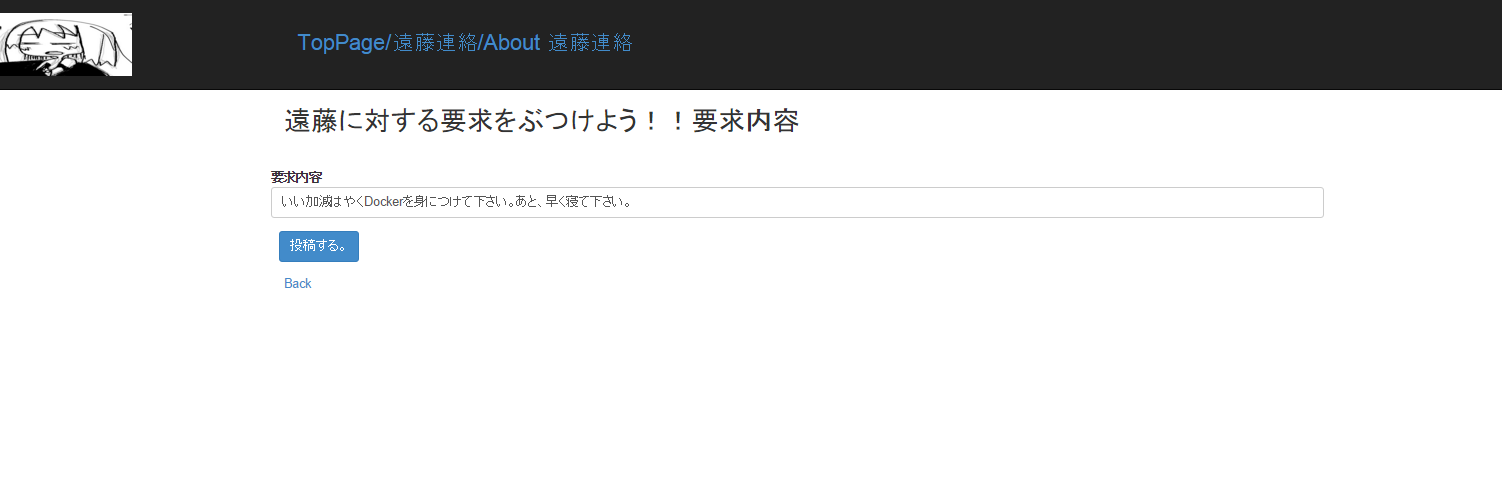 TopPage/遠藤連絡/About 遠藤連絡
遠藤に対する要求をぶつけよう！！要求内容
要求内容
いい加減はやくDockerを身につけて下さい。あと、早く寝て下さい。
投稿する。
Back